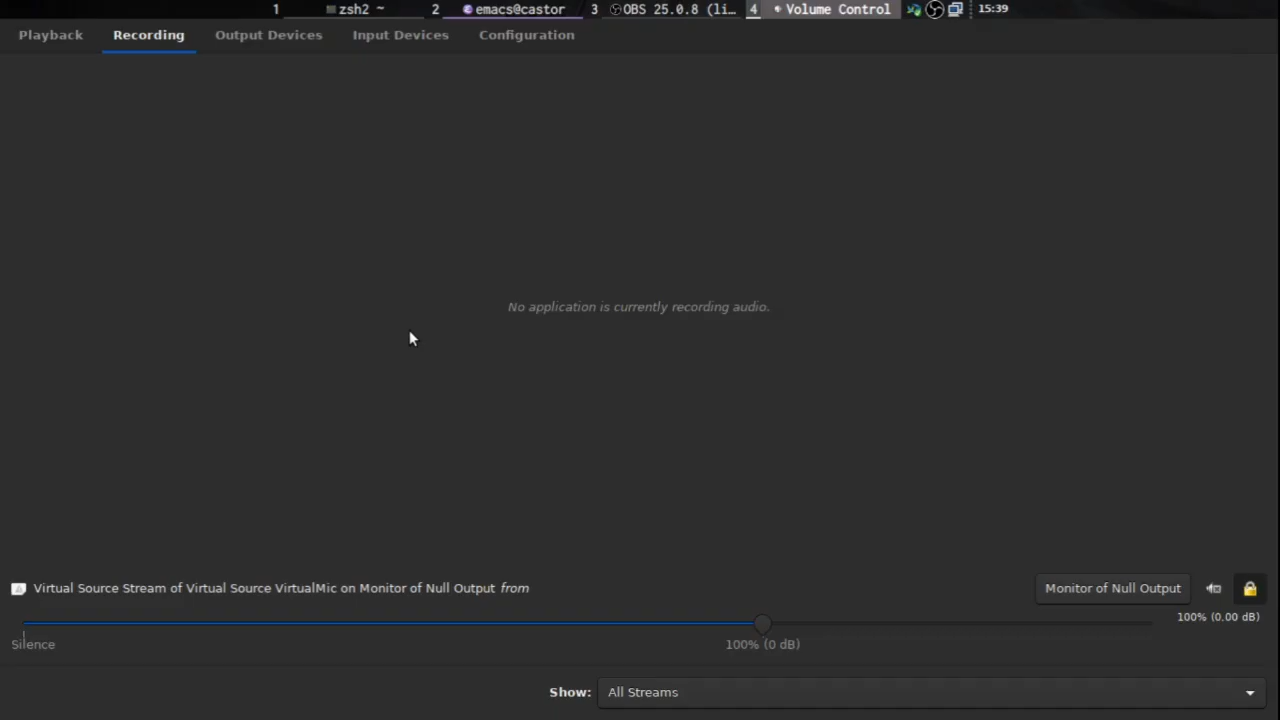 1 zsh2 ~ 2 emacs@castor 3 OBS 25.0.8 (li… 4 Volume Control 15:39
Playback Recording Output Devices Input Devices Configuration
No application is currently recording audio.
Virtual Source Stream of Virtual Source VirtualMic on Monitor of Null Output from Monitor of Null Output
100% (0.00 dB)
Silence 100% (0 dB)
Show: All Streams